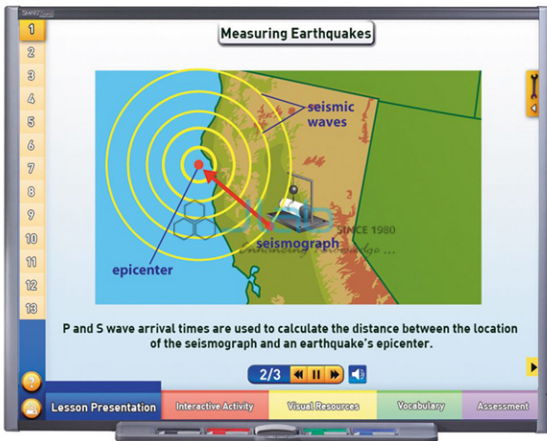 1
Measuring Earthquakes
2
3
4
5
6
7
8
9
10
11
12
13
seismic
waves
SINCE 1980
seismograph
Enhancing Knowledge ...
epicenter
P and S wave arrival times are used to calculate the distance between the location
of the seismograph and an earthquake's epicenter.
2/3
?
Lesson Presentation
Interactive Activity
Visual Resources
Vocabulary
Assessment